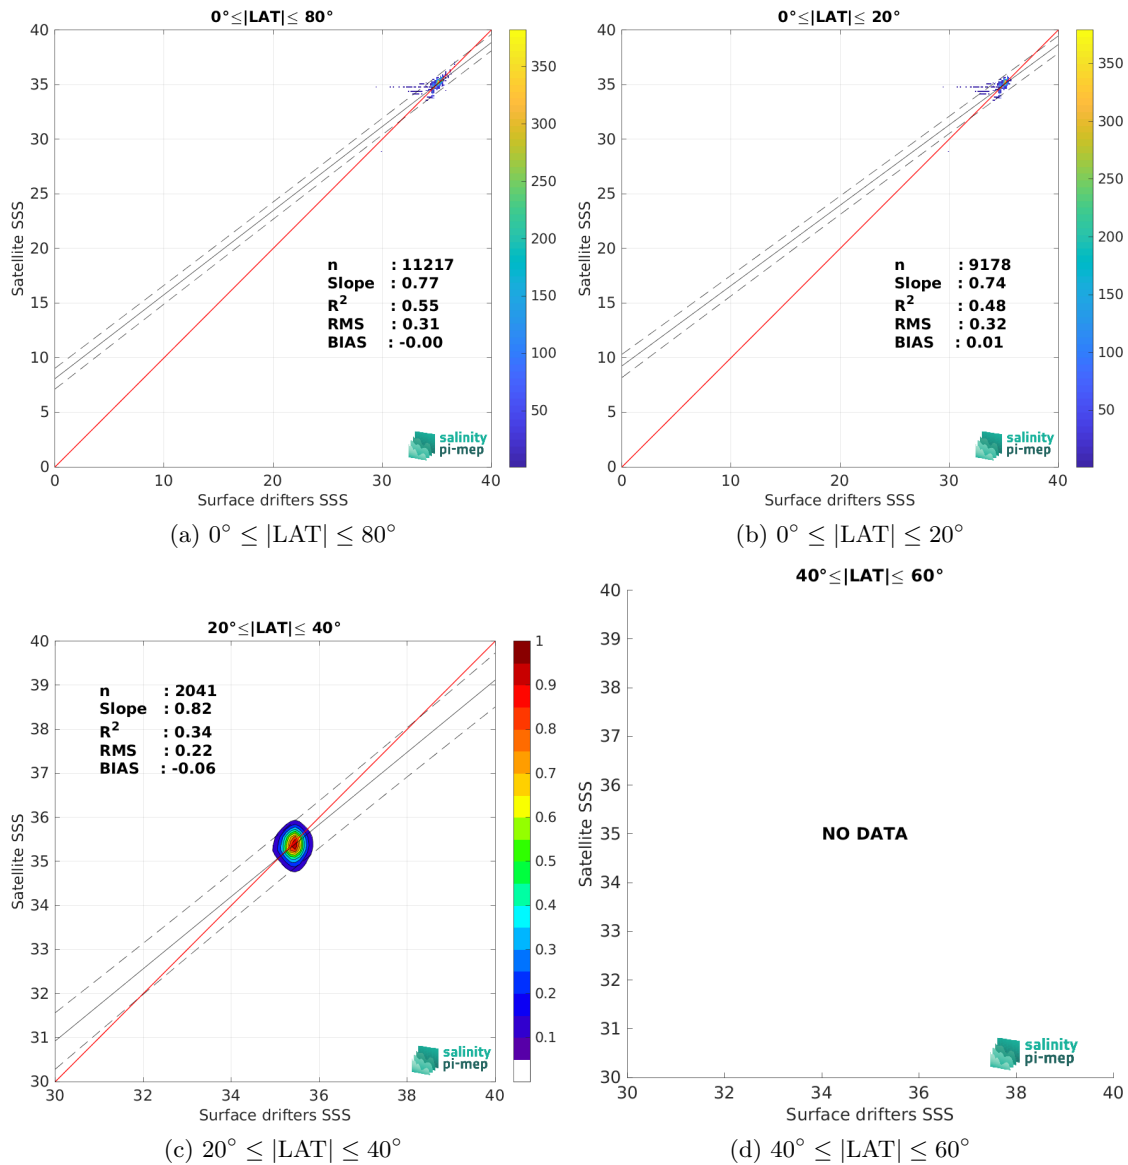 0°≤|LAT|≤ 80°
40
35
30
25
20
15
10
5
0
0
10
20
30
40
Satellite SSS
Surface drifters SSS
n : 11217
Slope : 0.77
R² : 0.55
RMS : 0.31
BIAS : -0.00
salinity
pi-mep
350
300
250
200
150
100
50
(a) 0° ≤ |LAT| ≤ 80°
0°≤|LAT|≤ 20°
40
35
30
25
20
15
10
5
0
0
10
20
30
40
Satellite SSS
Surface drifters SSS
n : 9178
Slope : 0.74
R² : 0.48
RMS : 0.32
BIAS : 0.01
salinity
pi-mep
350
300
250
200
150
100
50
(b) 0° ≤ |LAT| ≤ 20°
20°≤|LAT|≤ 40°
40
39
38
37
36
35
34
33
32
31
30
30
32
34
36
38
40
Satellite SSS
Surface drifters SSS
n : 2041
Slope : 0.82
R² : 0.34
RMS : 0.22
BIAS : -0.06
salinity
pi-mep
1
0.9
0.8
0.7
0.6
0.5
0.4
0.3
0.2
0.1
(c) 20° ≤ |LAT| ≤ 40°
40°≤|LAT|≤ 60°
40
39
38
37
36
35
34
33
32
31
30
30
32
34
36
38
40
Satellite SSS
Surface drifters SSS
NO DATA
salinity
pi-mep
(d) 40° ≤ |LAT| ≤ 60°